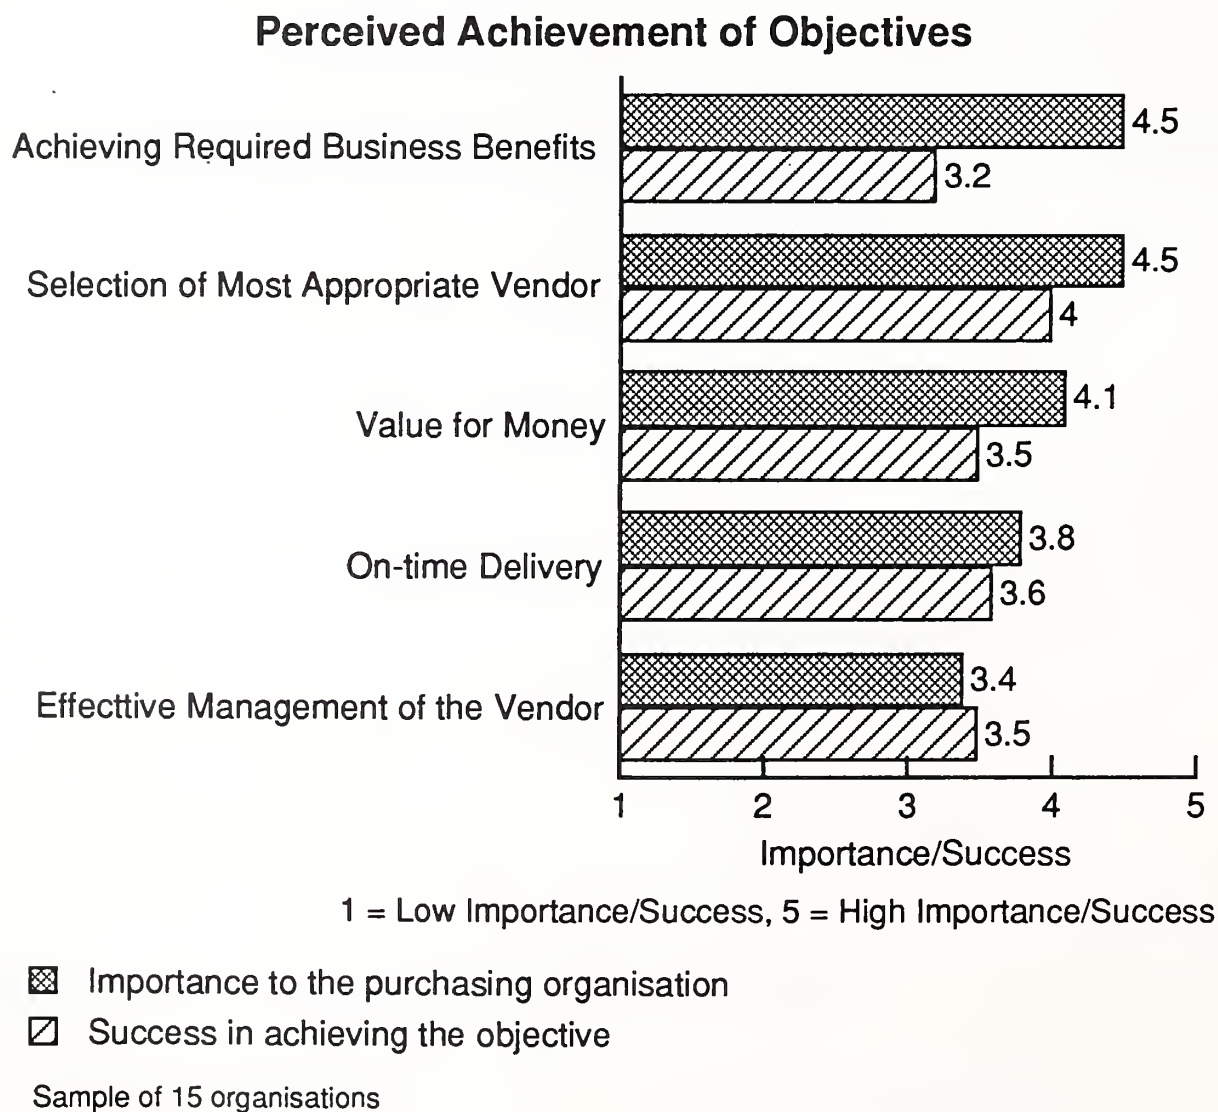 Perceived Achievement of Objectives
Achieving Required Business Benefits
4.5
3.2
Selection of Most Appropriate Vendor
4.5
4
Value for Money
4.1
3.5
On-time Delivery
3.8
3.6
Effecttive Management of the Vendor
3.4
3.5
1 2 3 4 5
Importance/Success
1 = Low Importance/Success, 5 = High Importance/Success
Importance to the purchasing organisation
Success in achieving the objective
Sample of 15 organisations